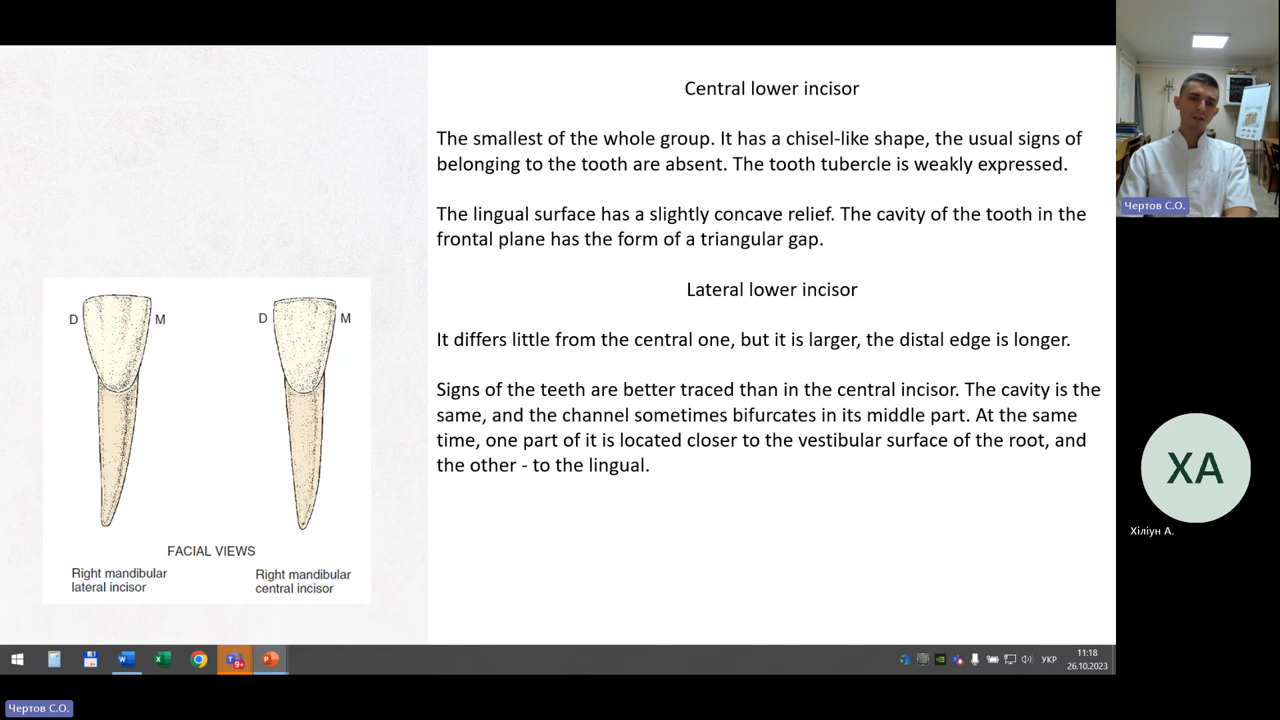 Central lower incisor
The smallest of the whole group. It has a chisel-like shape, the usual signs of
belonging to the tooth are absent. The tooth tubercle is weakly expressed.
The lingual surface has a slightly concave relief. The cavity of the tooth in the
frontal plane has the form of a triangular gap.
Lateral lower incisor
It differs little from the central one, but it is larger, the distal edge is longer.
Signs of the teeth are better traced than in the central incisor. The cavity is the
same, and the channel sometimes bifurcates in its middle part. At the same
time, one part of it is located closer to the vestibular surface of the root, and
the other - to the lingual.
D M D M
FACIAL VIEWS
Right mandibular
lateral incisor
Right mandibular
central incisor
Чертов С.О.
ХА
Хіліун А.
9+
УКР
11:18
26.10.2023
Чертов С.О.